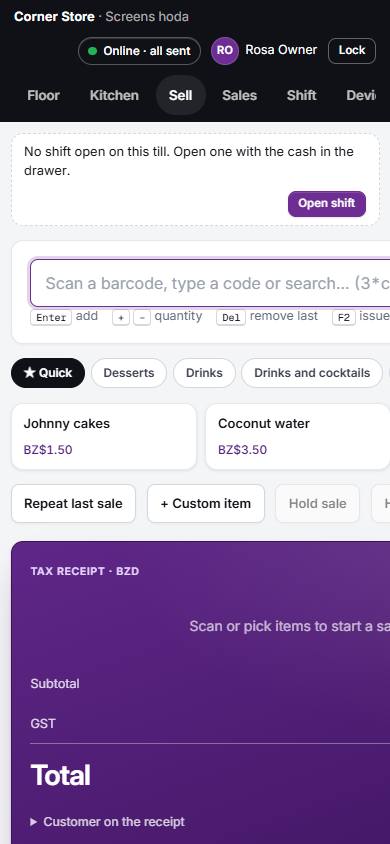 Corner Store · Screens hoda
Online · all sent
RO
Rosa Owner
Lock
Floor Kitchen Sell Sales Shift Devi
No shift open on this till. Open one with the cash in the
drawer.
Open shift
Scan a barcode, type a code or search... (3*c
Enter add + − quantity Del remove last F2 issue
★ Quick Desserts Drinks Drinks and cocktails
Johnny cakes Coconut water
BZ$1.50 BZ$3.50
Repeat last sale + Custom item Hold sale H
TAX RECEIPT · BZD
Scan or pick items to start a sa
Subtotal
GST
Total
▶ Customer on the receipt